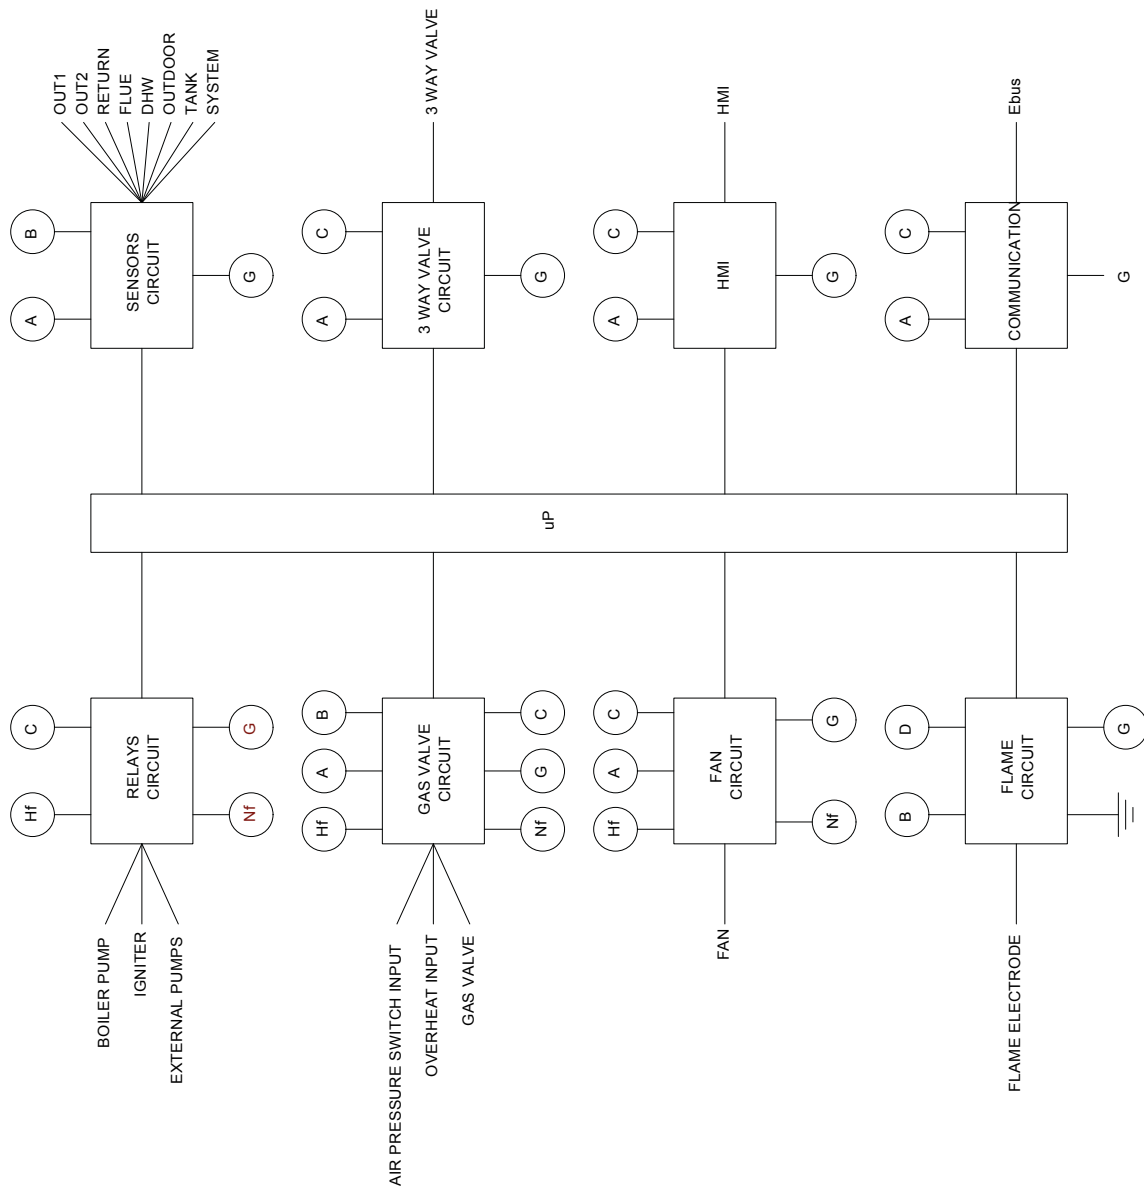 OUT1
OUT2
RETURN
FLUE
DHW
OUTDOOR
TANK
SYSTEM
B
A
SENSORS
CIRCUIT
G
3 WAY VALVE
C
A
3 WAY VALVE
CIRCUIT
G
HMI
C
A
HMI
G
Ebus
C
A
COMMUNICATION
G
uP
C
Hf
RELAYS
CIRCUIT
G
Nf
BOILER PUMP
IGNITER
EXTERNAL PUMPS
B
A
Hf
GAS VALVE
CIRCUIT
C
G
Nf
AIR PRESSURE SWITCH INPUT
OVERHEAT INPUT
GAS VALVE
C
A
Hf
FAN
CIRCUIT
G
Nf
FAN
D
B
FLAME
CIRCUIT
G
FLAME ELECTRODE